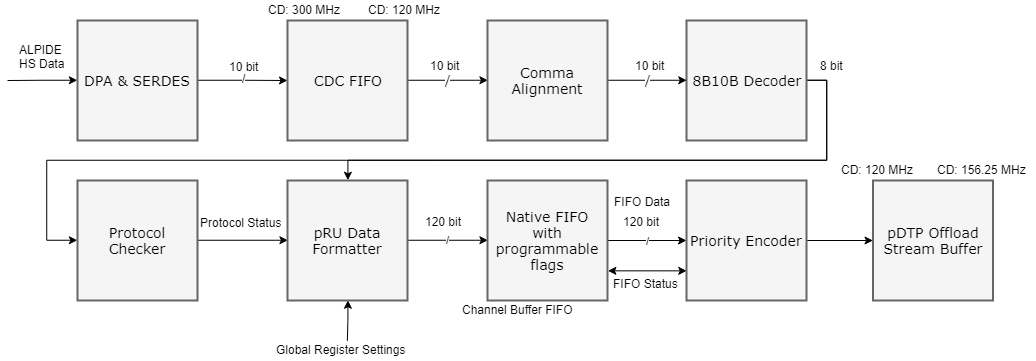 CD: 300 MHz
CD: 120 MHz
ALPIDE
HS Data
DPA & SERDES
10 bit
CDC FIFO
10 bit
Comma
Alignment
10 bit
8B10B Decoder
8 bit
CD: 120 MHz
CD: 156.25 MHz
Protocol
Checker
Protocol Status
pRU Data
Formatter
120 bit
Native FIFO
with
programmable
flags
FIFO Data
120 bit
FIFO Status
Priority Encoder
pDTP Offload
Stream Buffer
Channel Buffer FIFO
Global Register Settings